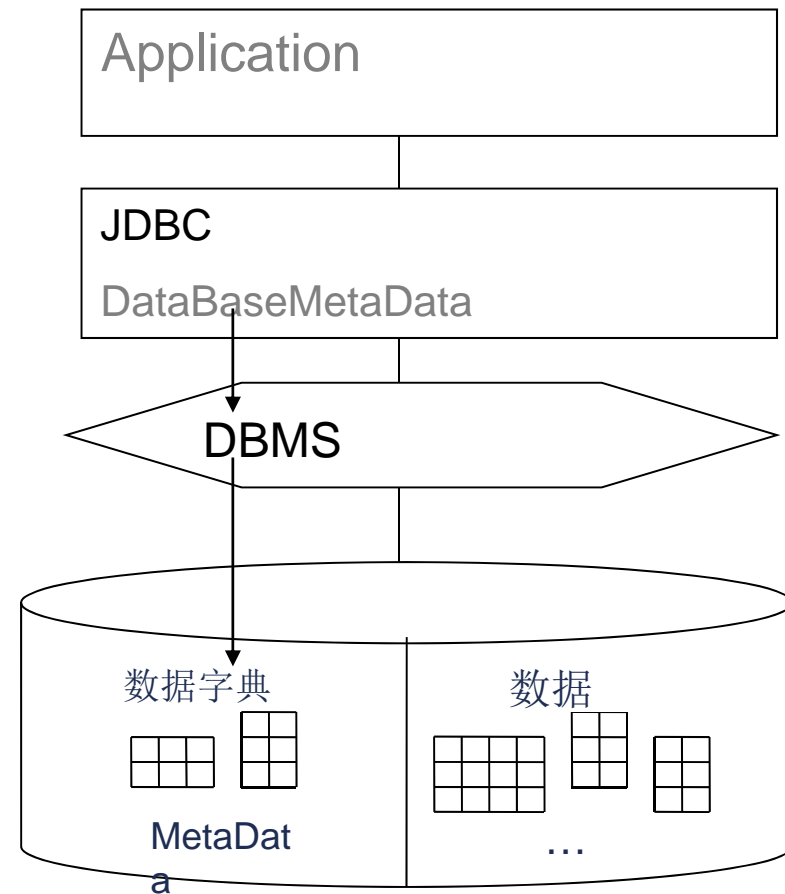 Application
JDBC
DataBaseMetaData
DBMS
数据字典
数据
MetaDat
a
…